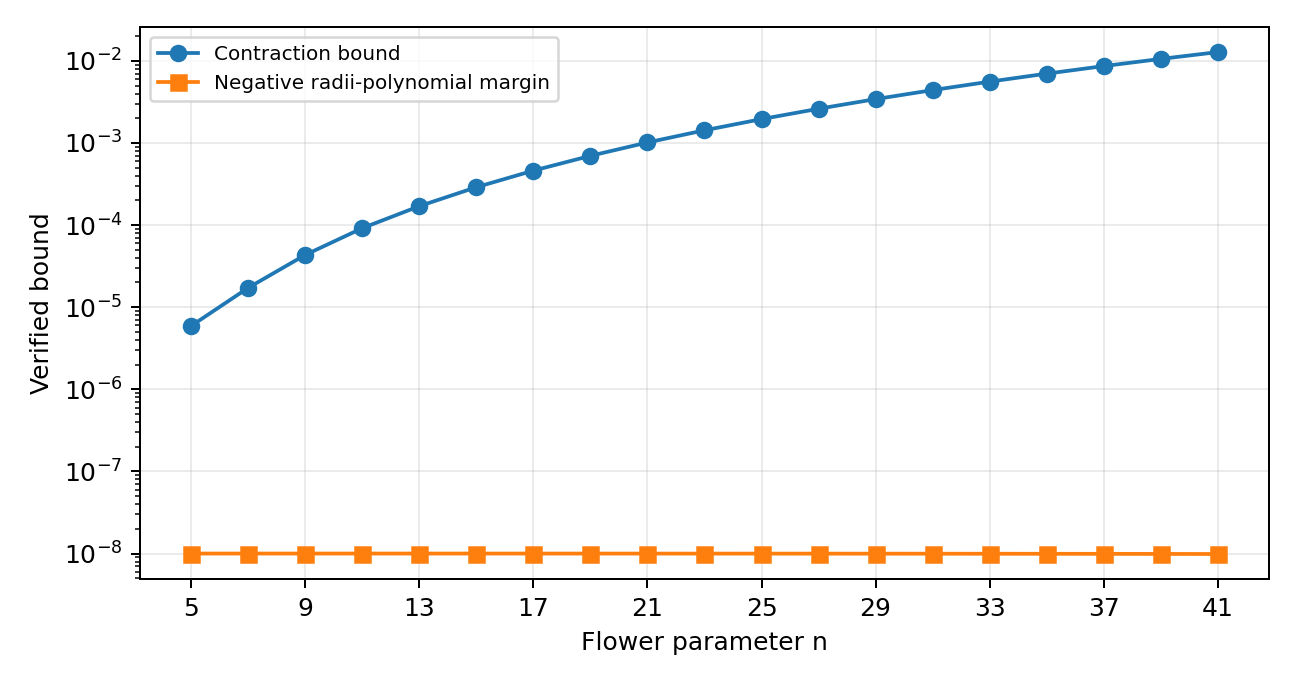 Contraction bound
Negative radii-polynomial margin
Verified bound
10⁻²
10⁻³
10⁻⁴
10⁻⁵
10⁻⁶
10⁻⁷
10⁻⁸
5 9 13 17 21 25 29 33 37 41
Flower parameter n